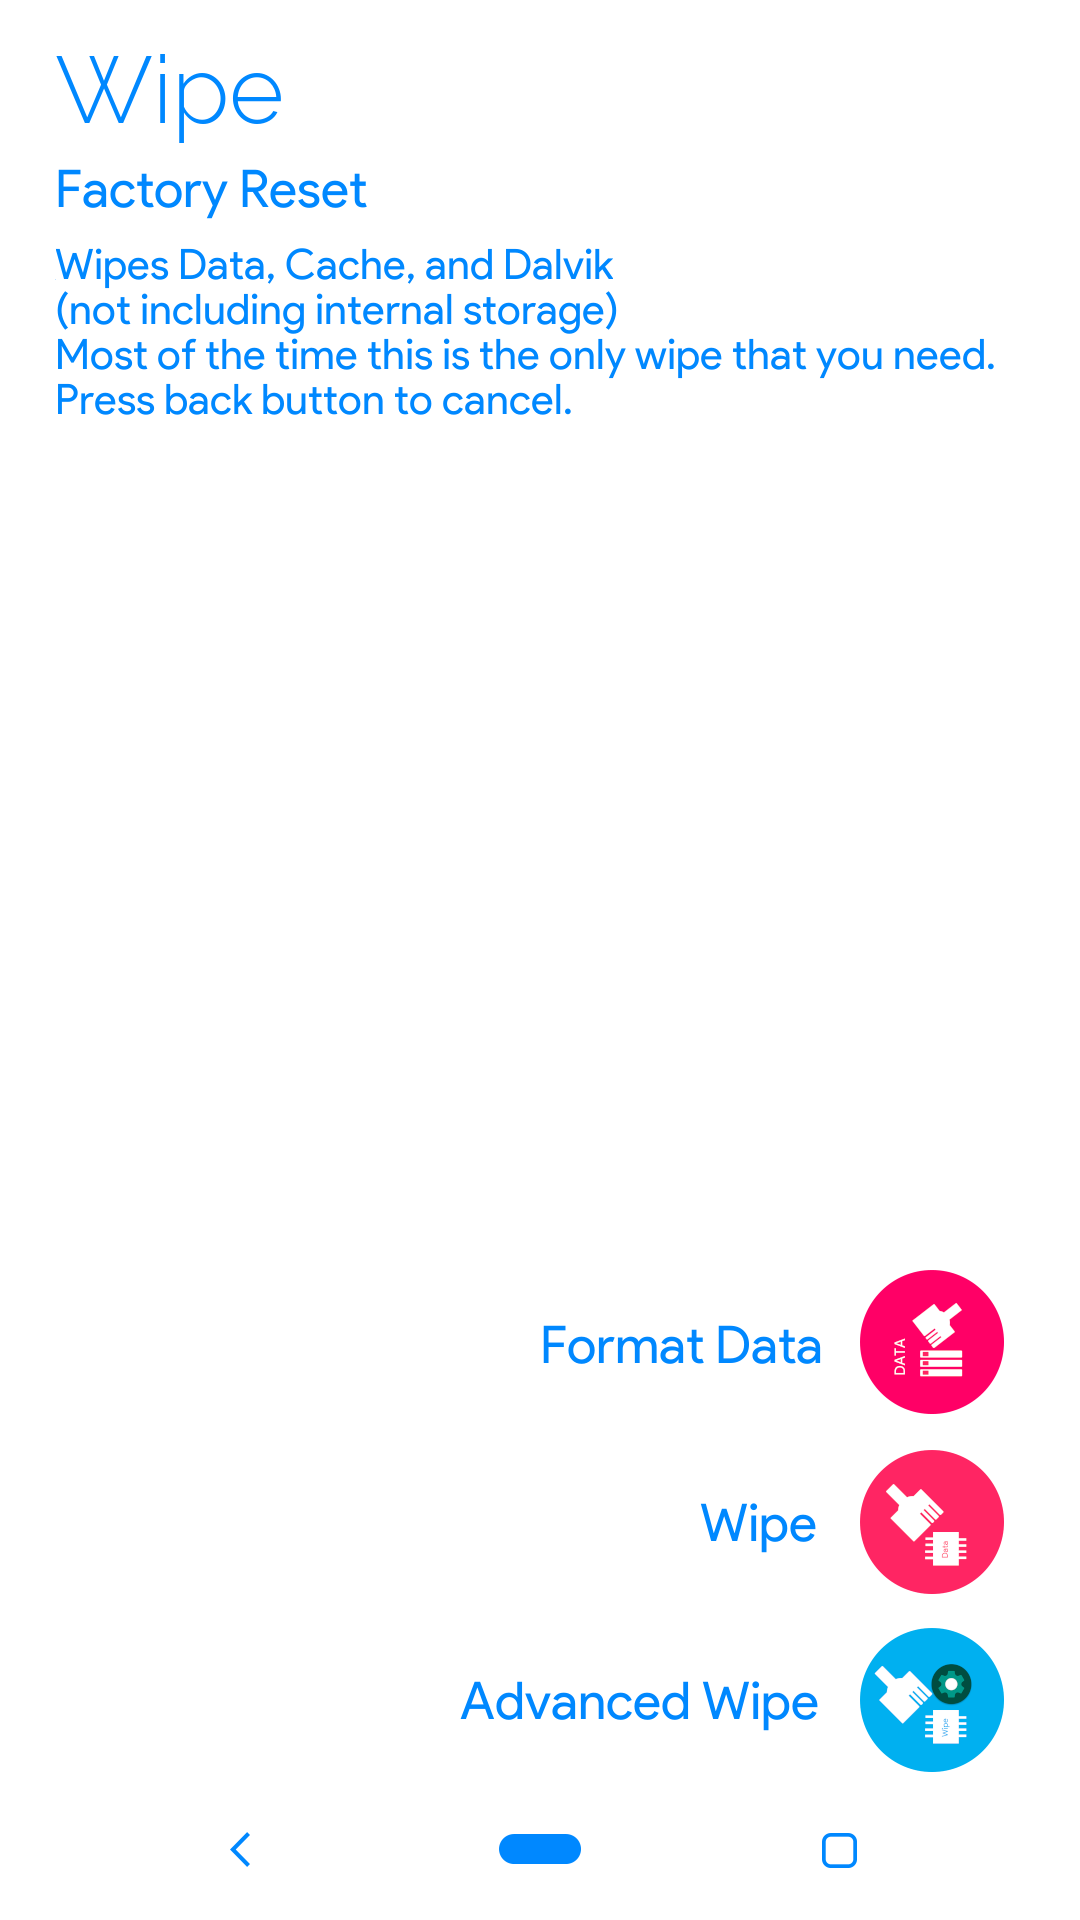 Wipe
Factory Reset
Wipes Data, Cache, and Dalvik
(not including internal storage)
Most of the time this is the only wipe that you need.
Press back button to cancel.
Format Data
DATA
Wipe
Data
Advanced Wipe
Wipe